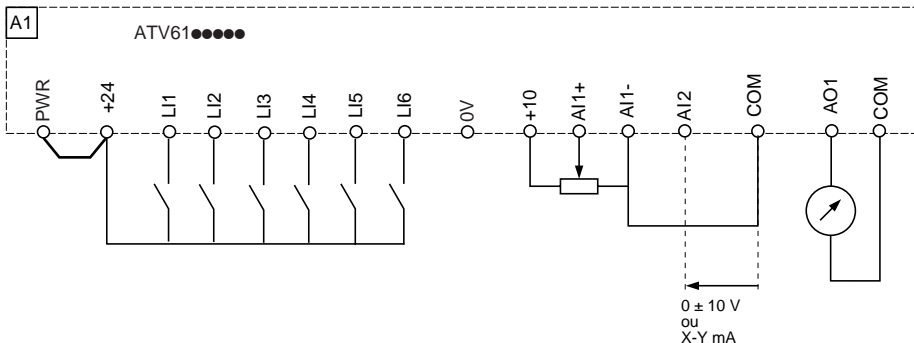 A1
ATV61●●●●●
PWR
+24
LI1
LI2
LI3
LI4
LI5
LI6
0V
+10
AI1+
AI1-
AI2
COM
AO1
COM
0 ± 10 V
ou
X-Y mA